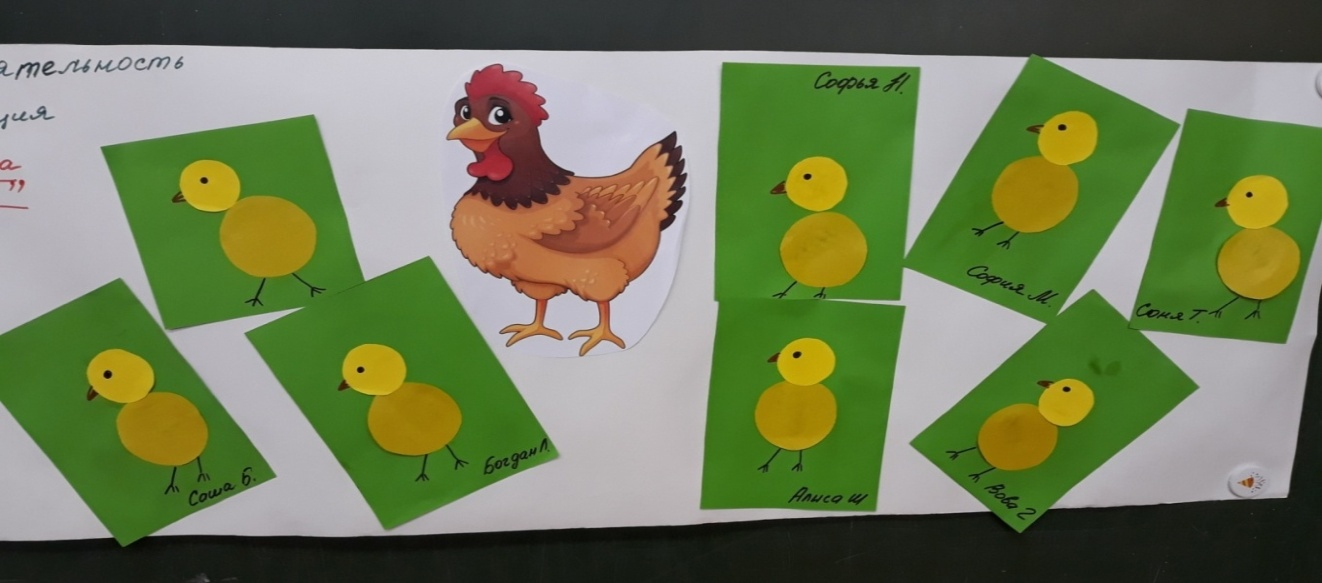 ательность
ция
а
"
Софья Н.
София М.
Соня Т.
Саша Б.
Богдан Л.
Алиса Ш
Вова Г